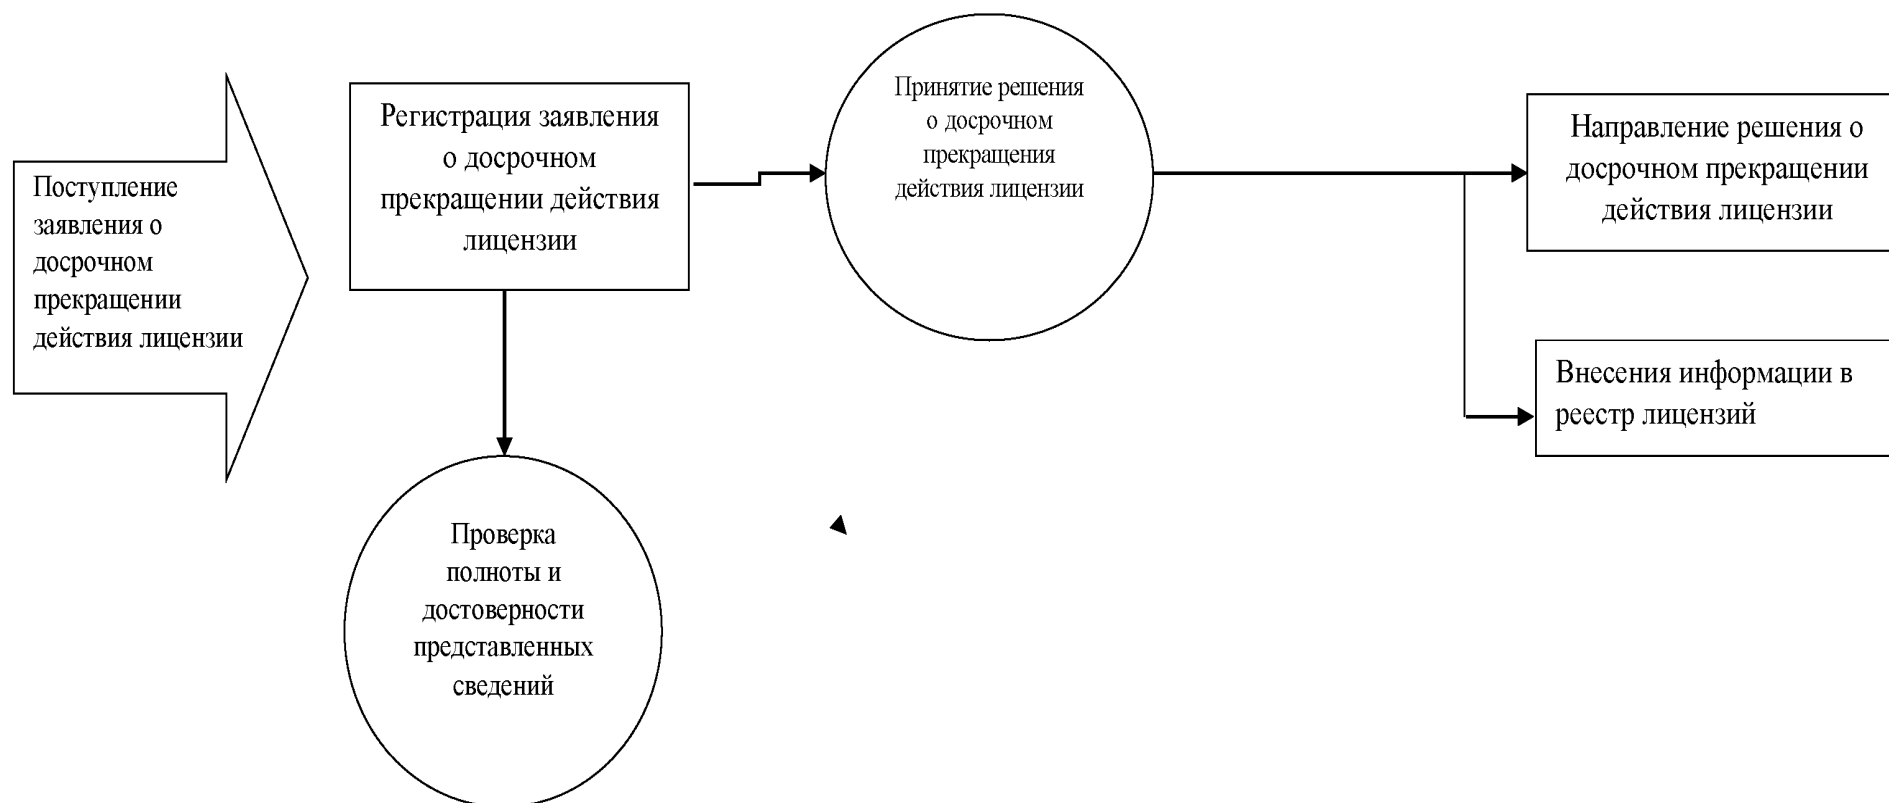 Поступление
заявления о
досрочном
прекращении
действия лицензии
Регистрация заявления
о досрочном
прекращении действия
лицензии
Принятие решения
о досрочном
прекращения
действия лицензии
Направление решения о
досрочном прекращении
действия лицензии
Внесения информации в
реестр лицензий
Проверка
полноты и
достоверности
представленных
сведений